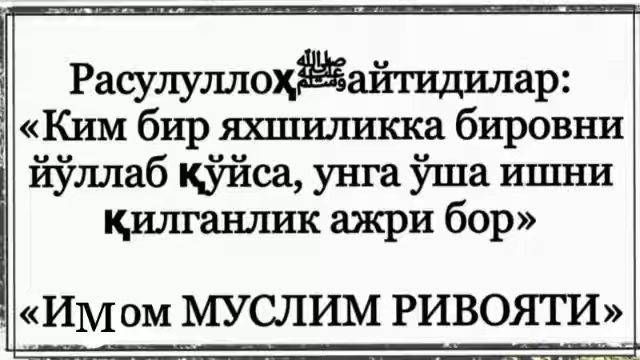 Расулуллоҳﷺайтидилар:
«Ким бир яхшиликка бировни
йўллаб қўйса, унга ўша ишни
қилганлик ажри бор»
«Имом МУСЛИМ РИВОЯТИ»